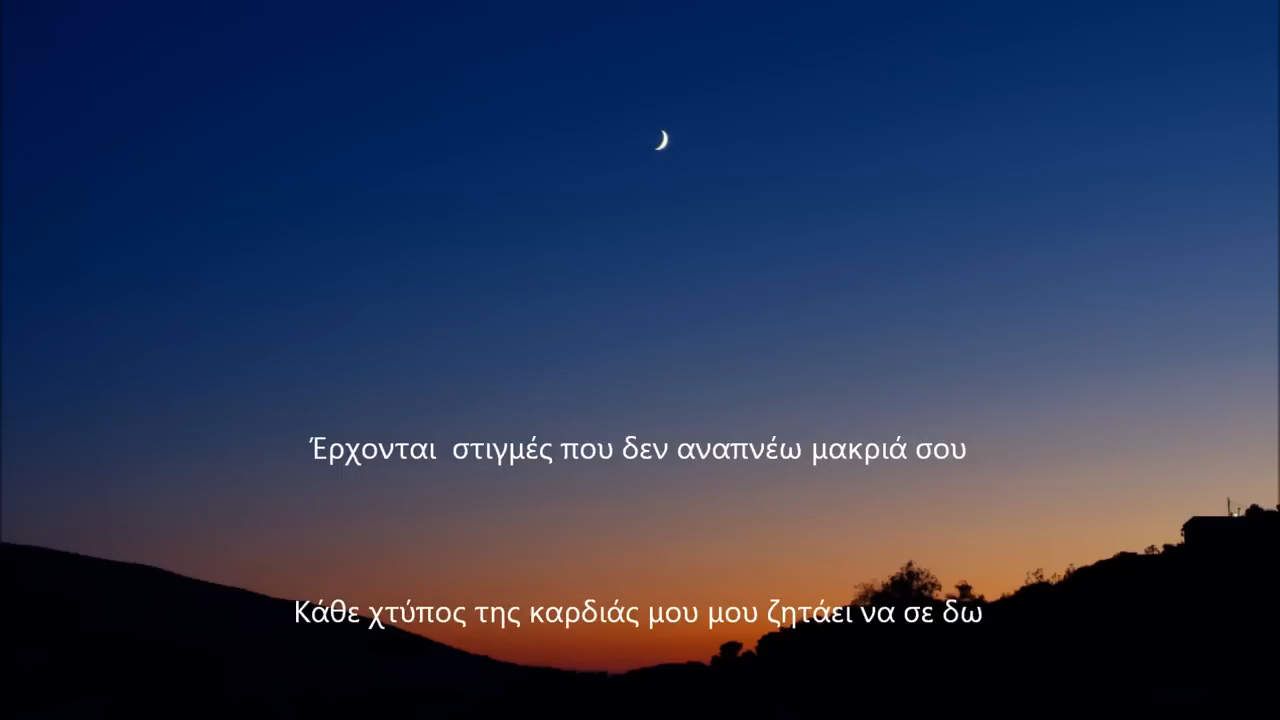 Έρχονται  στιγμές που δεν αναπνέω μακριά σου
Κάθε χτύπος της καρδιάς μου μου ζητάει να σε δω